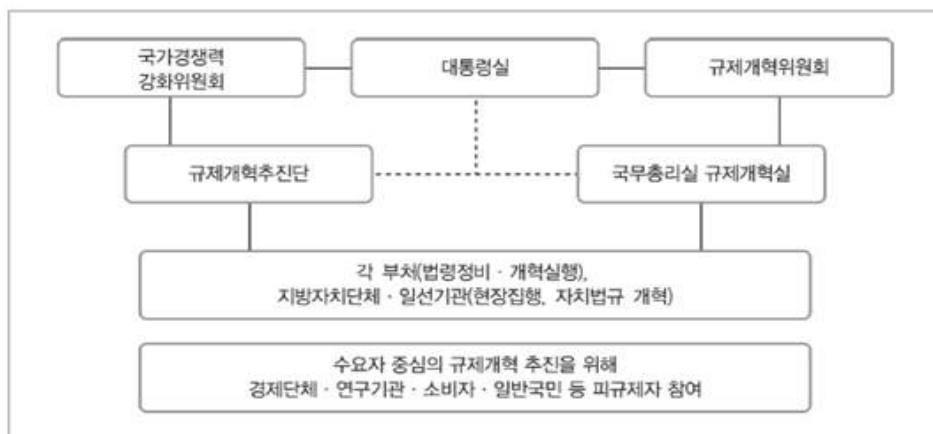 국가경쟁력
강화위원회
대통령실
규제개혁위원회
규제개혁추진단
국무총리실 규제개혁실
각 부처(법령정비 · 개혁실행),
지방자치단체 · 일선기관(현장집행, 자치법규 개혁)
수요자 중심의 규제개혁 추진을 위해
경제단체 · 연구기관 · 소비자 · 일반국민 등 피규제자 참여